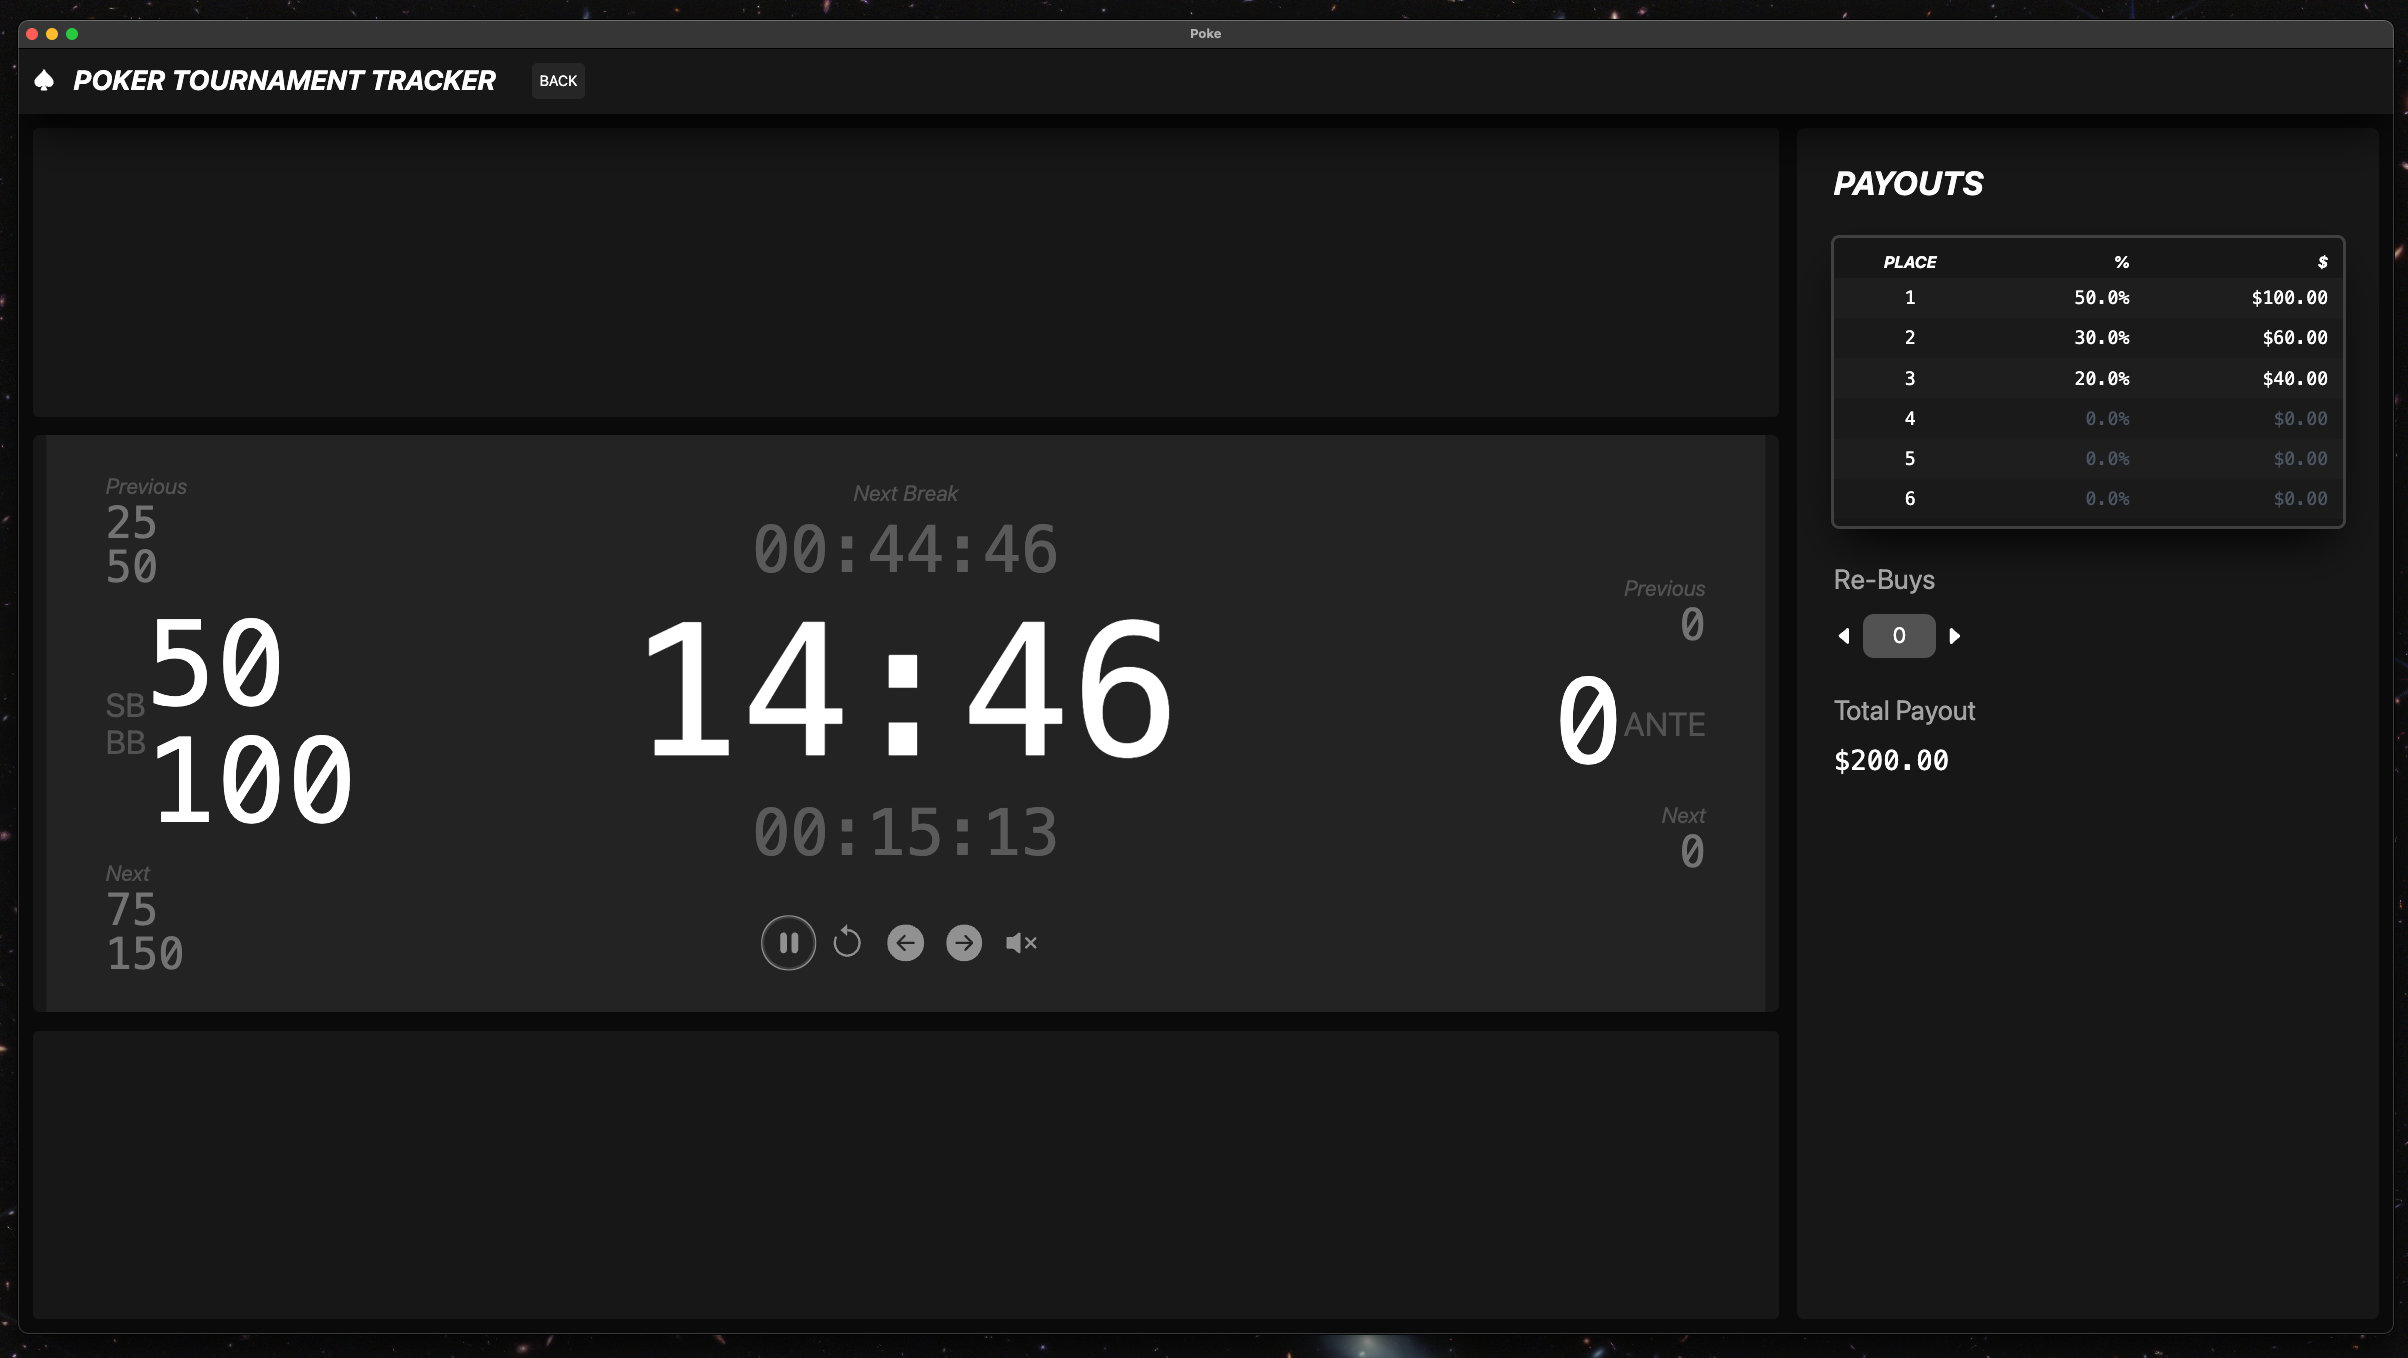 Poke
POKER TOURNAMENT TRACKER
BACK
Previous
25
50
SB 50
BB 100
Next
75
150
Next Break
00:44:46
14:46
00:15:13
Previous
0
0 ANTE
Next
0
PAYOUTS
PLACE % $
1 50.0% $100.00
2 30.0% $60.00
3 20.0% $40.00
4 0.0% $0.00
5 0.0% $0.00
6 0.0% $0.00
Re-Buys
0
Total Payout
$200.00